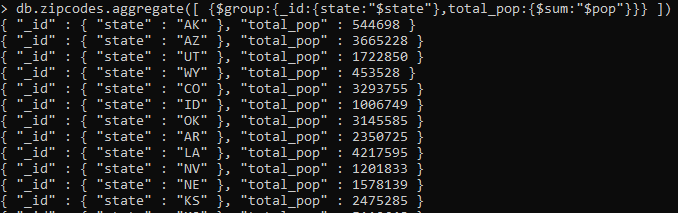 > db.zipcodes.aggregate([ {$group:{_id:{state:"$state"},total_pop:{$sum:"$pop"}}} ])
{ "_id" : { "state" : "AK" }, "total_pop" : 544698 }
{ "_id" : { "state" : "AZ" }, "total_pop" : 3665228 }
{ "_id" : { "state" : "UT" }, "total_pop" : 1722850 }
{ "_id" : { "state" : "WY" }, "total_pop" : 453528 }
{ "_id" : { "state" : "CO" }, "total_pop" : 3293755 }
{ "_id" : { "state" : "ID" }, "total_pop" : 1006749 }
{ "_id" : { "state" : "OK" }, "total_pop" : 3145585 }
{ "_id" : { "state" : "AR" }, "total_pop" : 2350725 }
{ "_id" : { "state" : "LA" }, "total_pop" : 4217595 }
{ "_id" : { "state" : "NV" }, "total_pop" : 1201833 }
{ "_id" : { "state" : "NE" }, "total_pop" : 1578139 }
{ "_id" : { "state" : "KS" }, "total_pop" : 2475285 }